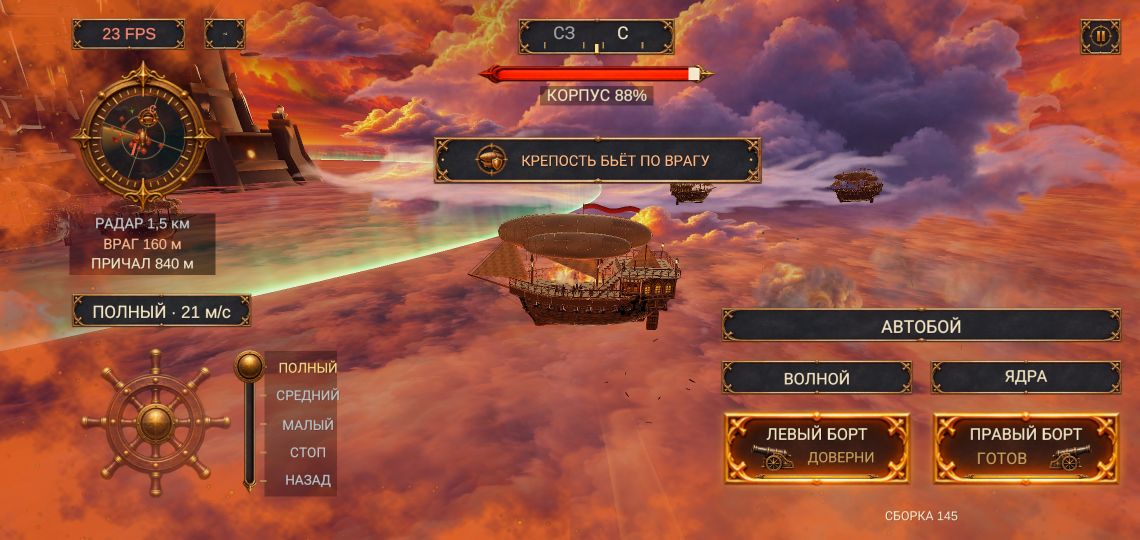 23 FPS
~
СЗ С
КОРПУС 88%
КРЕПОСТЬ БЬЁТ ПО ВРАГУ
РАДАР 1,5 км
ВРАГ 160 м
ПРИЧАЛ 840 м
ПОЛНЫЙ · 21 м/с
ПОЛНЫЙ
СРЕДНИЙ
МАЛЫЙ
СТОП
НАЗАД
АВТОБОЙ
ВОЛНОЙ
ЯДРА
ЛЕВЫЙ БОРТ
ДОВЕРНИ
ПРАВЫЙ БОРТ
ГОТОВ
СБОРКА 145